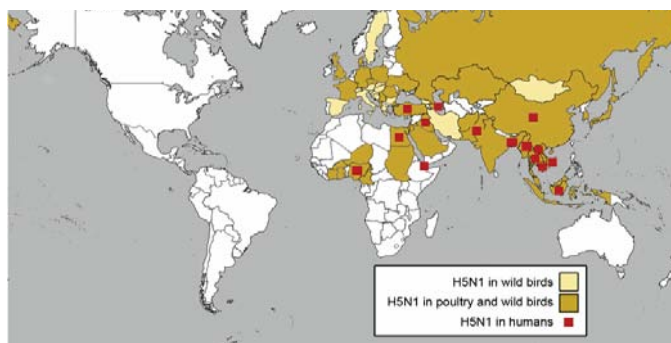 H5N1 in wild birds
H5N1 in poultry and wild birds
H5N1 in humans